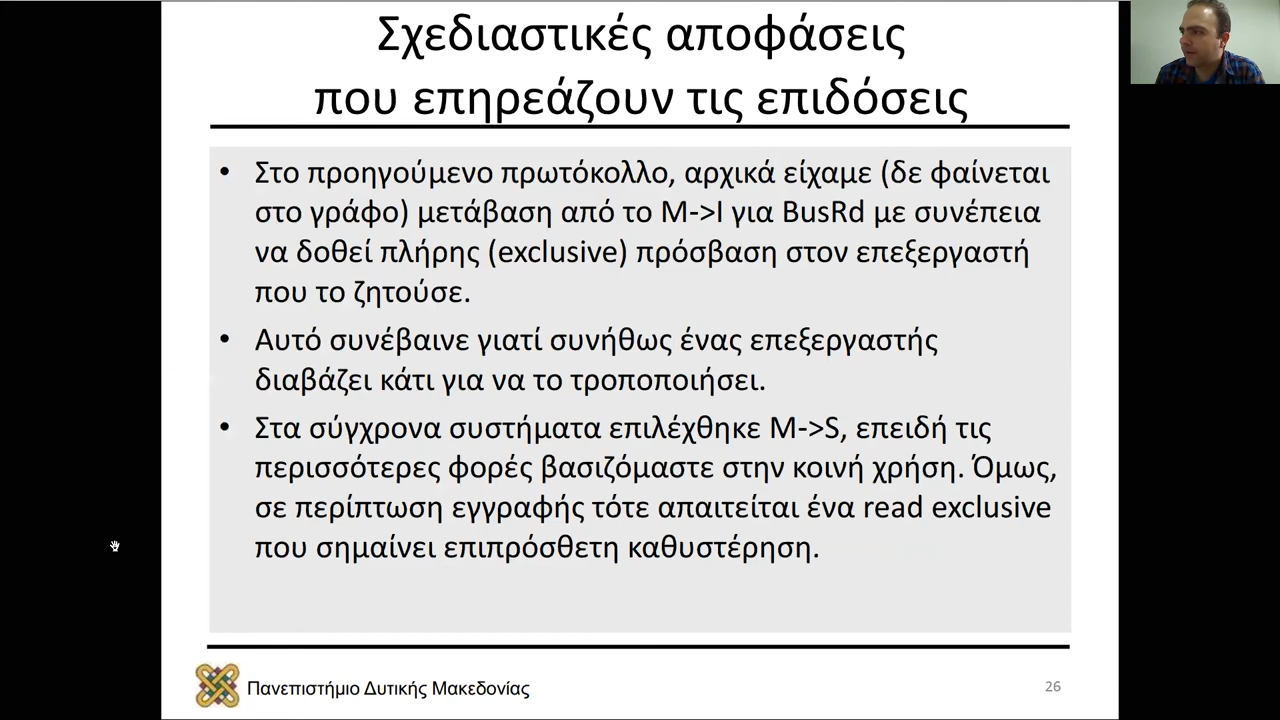 Σχεδιαστικές αποφάσεις
που επηρεάζουν τις επιδόσεις
• Στο προηγούμενο πρωτόκολλο, αρχικά είχαμε (δε φαίνεται
στο γράφο) μετάβαση από το M->I για BusRd με συνέπεια
να δοθεί πλήρης (exclusive) πρόσβαση στον επεξεργαστή
που το ζητούσε.
• Αυτό συνέβαινε γιατί συνήθως ένας επεξεργαστής
διαβάζει κάτι για να το τροποποιήσει.
• Στα σύγχρονα συστήματα επιλέχθηκε M->S, επειδή τις
περισσότερες φορές βασιζόμαστε στην κοινή χρήση. Όμως,
σε περίπτωση εγγραφής τότε απαιτείται ένα read exclusive
που σημαίνει επιπρόσθετη καθυστέρηση.
Πανεπιστήμιο Δυτικής Μακεδονίας
26